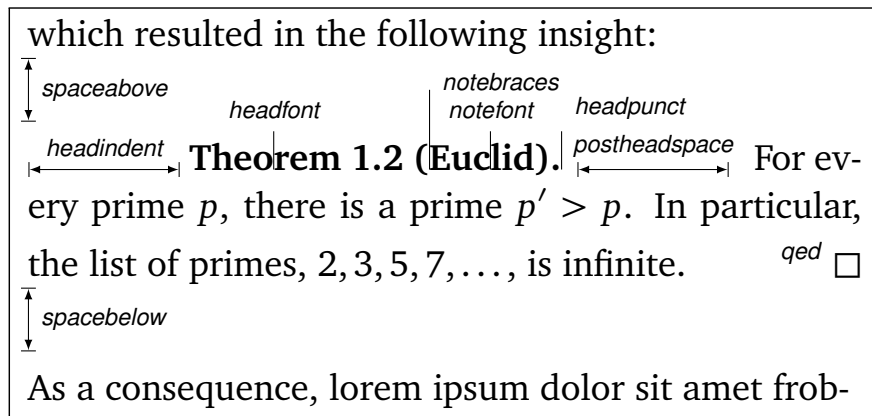 which resulted in the following insight:
spaceabove
notebraces
headfont notefont headpunct
headindent Theorem 1.2 (Euclid). postheadspace For ev-
ery prime p, there is a prime p′ > p. In particular,
the list of primes, 2, 3, 5, 7, . . . , is infinite. qed □
spacebelow
As a consequence, lorem ipsum dolor sit amet frob-